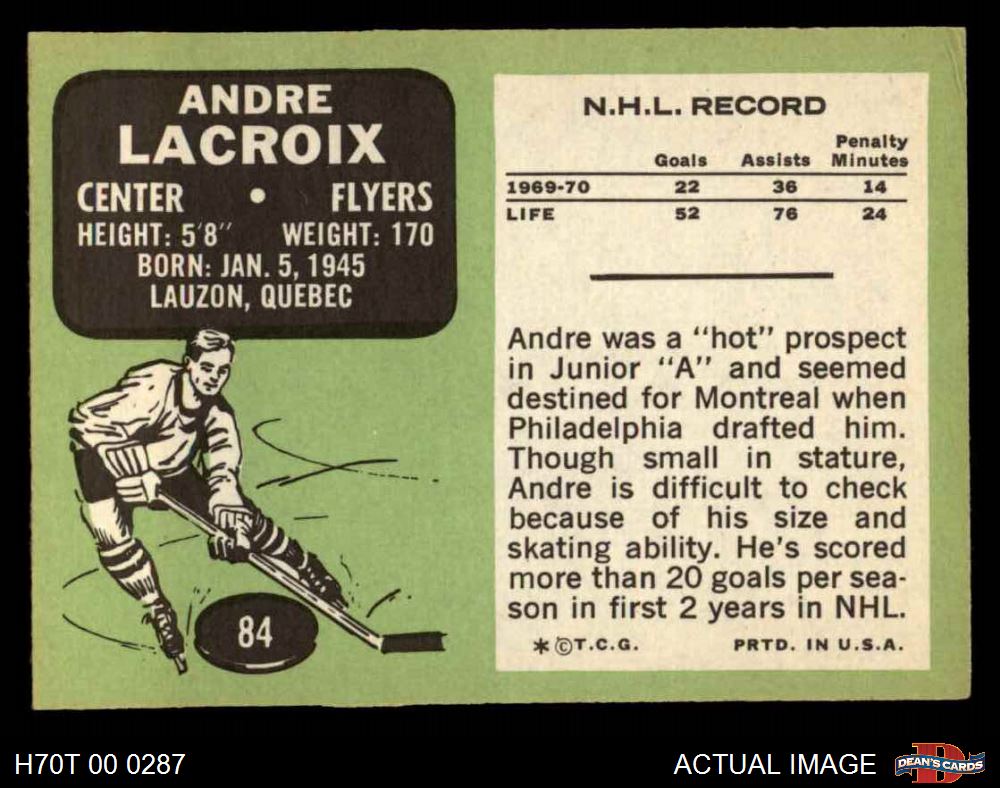 ANDRE
LACROIX
CENTER • FLYERS
HEIGHT: 5'8" WEIGHT: 170
BORN: JAN. 5, 1945
LAUZON, QUEBEC
84
N.H.L. RECORD
Goals Assists Penalty Minutes
1969-70 22 36 14
LIFE 52 76 24
Andre was a "hot" prospect
in Junior "A" and seemed
destined for Montreal when
Philadelphia drafted him.
Though small in stature,
Andre is difficult to check
because of his size and
skating ability. He's scored
more than 20 goals per sea-
son in first 2 years in NHL.
* © T.C.G. PRTD. IN U.S.A.
H70T 00 0287
ACTUAL IMAGE
DEAN'S CARDS